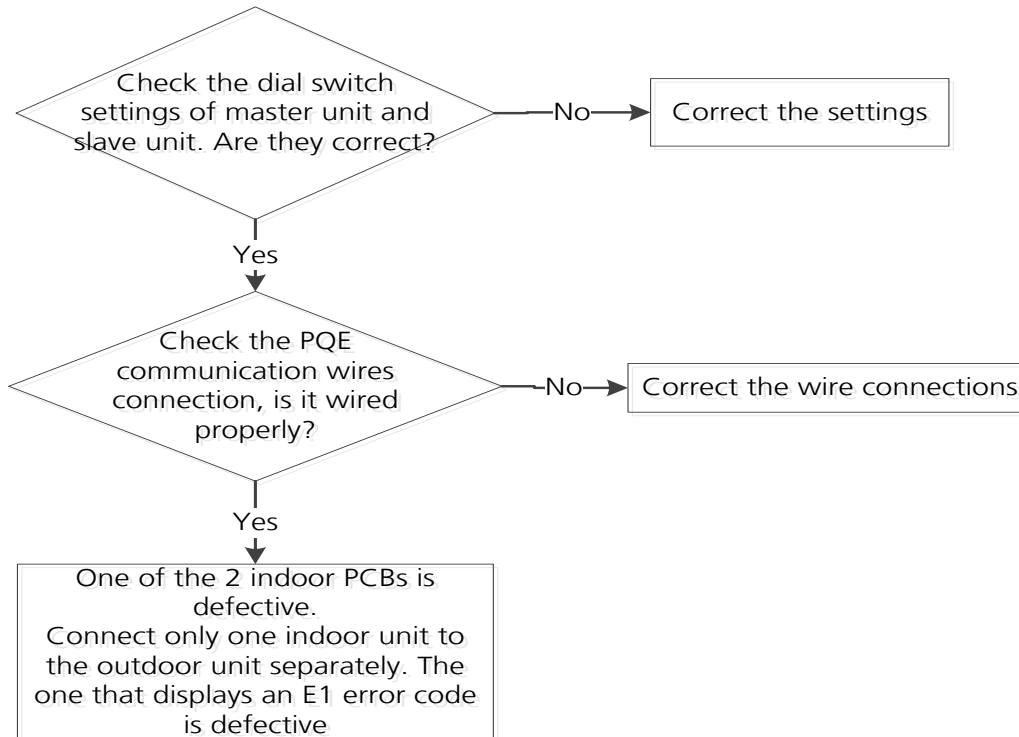 Check the dial switch
settings of master unit and
slave unit. Are they correct?
No
Correct the settings
Yes
Check the PQE
communication wires
connection, is it wired
properly?
No
Correct the wire connections
Yes
One of the 2 indoor PCBs is
defective.
Connect only one indoor unit to
the outdoor unit separately. The
one that displays an E1 error code
is defective